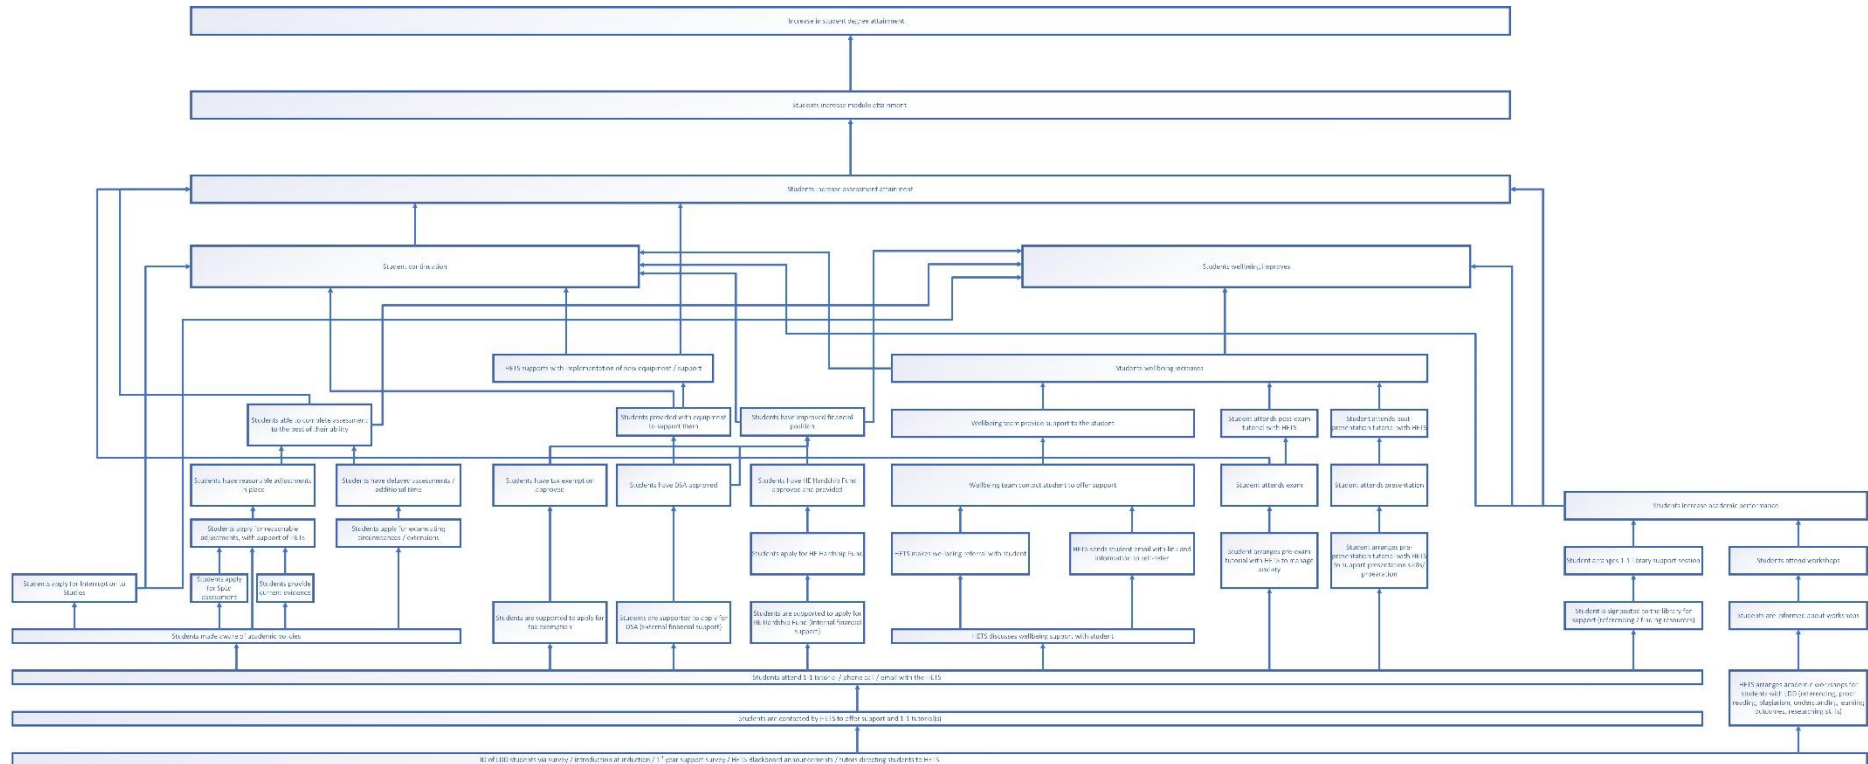 Increase in student degree attainment
Students increase module attainment
Students increase assessment attainment
Student continuation
Students wellbeing improves
HETS supports with implementation of new equipment / support
Students wellbeing increases
Students able to complete assessment
to the best of their ability
Students provided with equipment
to support them
Students have improved financial
position
Wellbeing team provide support to the student
Student attends post exam
tutorial with HETS
Student attends post
presentation tutorial with HETS
Students have reasonable adjustments
in place
Students have delayed assessments /
additional time
Students have tax exemption
approved
Students have DSA approved
Students have HE Hardship Fund
approved and provided
Wellbeing team contact student to offer support
Student attends exam
Student attends presentation
Students increase academic performance
Students apply for reasonable
adjustments, with support of HETs
Students apply for extenuating
circumstances / extensions
Students apply for HE Hardship Fund
HETS makes wellbeing referral with student
HETS sends student email with link and
information to self-refer
Student arranges pre-exam
tutorial with HETS to manage
anxiety
Student arranges pre-
presentation tutorial with HETS
to support presentation skills/
preparation
Student arranges 1-1 library support session
Students attend workshops
Students apply for Interruption to
Studies
Students apply
for SpLD
assessment
Students provide
current evidence
Students are supported to apply for
tax exemption
Students are supported to apply for
DSA (External financial support)
Students are supported to apply for
HE Hardship Fund (Internal financial
support)
Student is signposted to the library for
support (referencing / finding resources)
Students are informed about workshops
Students made aware of academic policies
HETS discusses wellbeing support with student
Students attend 1-1 tutorial / phone call / email with the HETS
HETS arranges academic workshops for
students with LDD (referencing, proof
reading, plagiarism, understanding learning
outcomes, researching skills)
Students are contacted by HETS to offer support and 1-1 tutorial(s)
ID of LDD students via survey / introduction at induction / 1st year support survey / HETS Blackboard announcements / tutors directing students to HETS